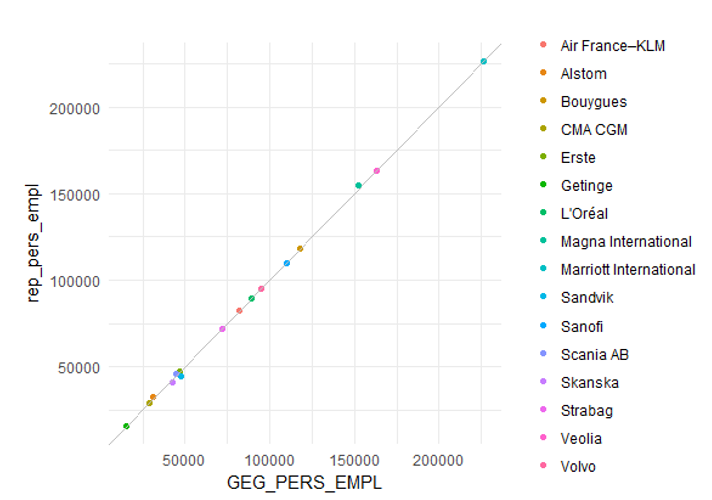 rep_pers_empl
200000
150000
100000
50000
50000 100000 150000 200000
GEG_PERS_EMPL
Air France–KLM
Alstom
Bouygues
CMA CGM
Erste
Getinge
L'Oréal
Magna International
Marriott International
Sandvik
Sanofi
Scania AB
Skanska
Strabag
Veolia
Volvo